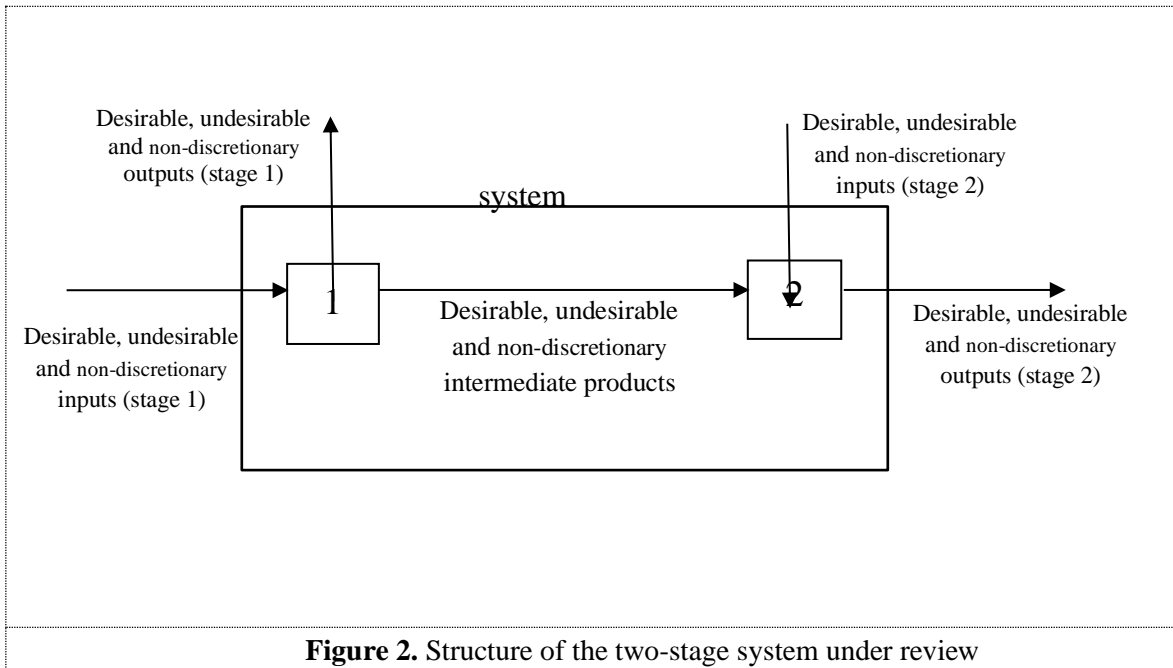 Desirable, undesirable
and non-discretionary
outputs (stage 1)
Desirable, undesirable
and non-discretionary
inputs (stage 2)
system
1
2
Desirable, undesirable
and non-discretionary
inputs (stage 1)
Desirable, undesirable
and non-discretionary
intermediate products
Desirable, undesirable
and non-discretionary
outputs (stage 2)
Figure 2. Structure of the two-stage system under review